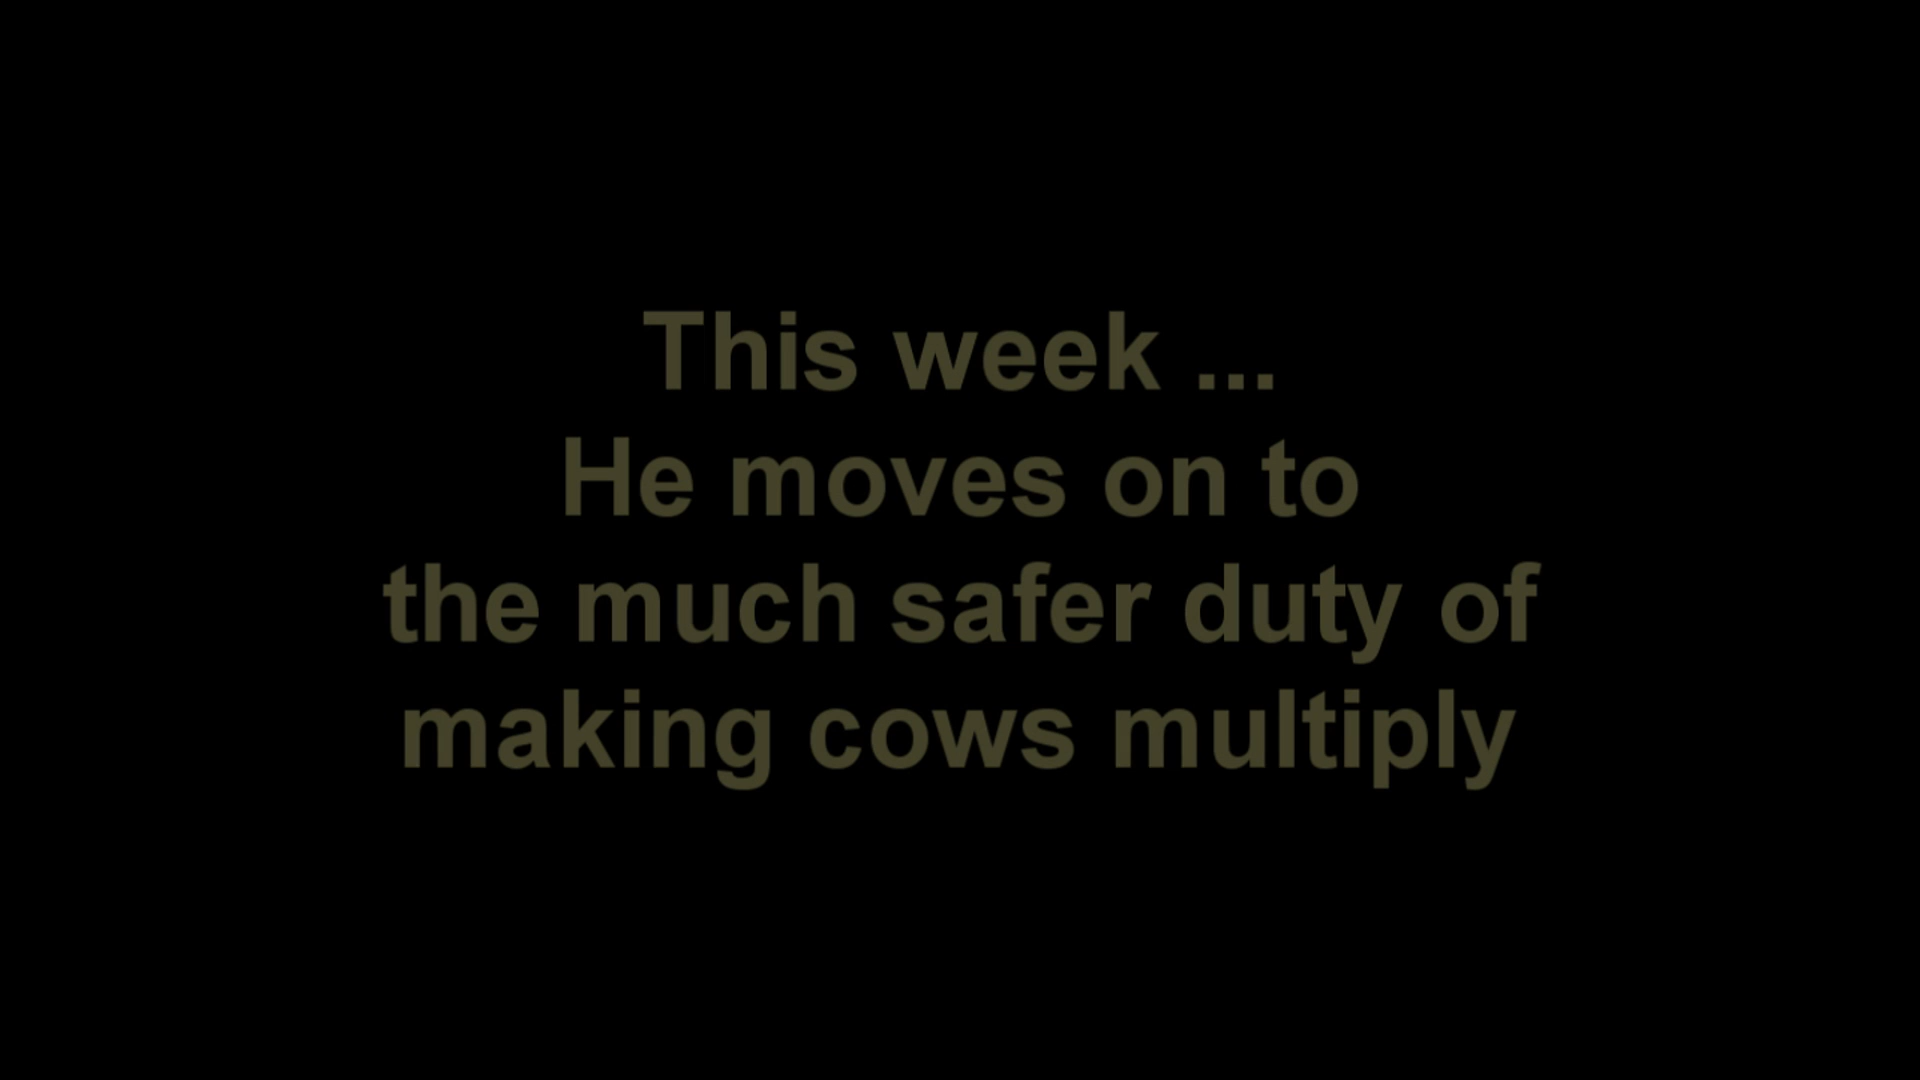 This week ...
He moves on to
the much safer duty of
making cows multiply